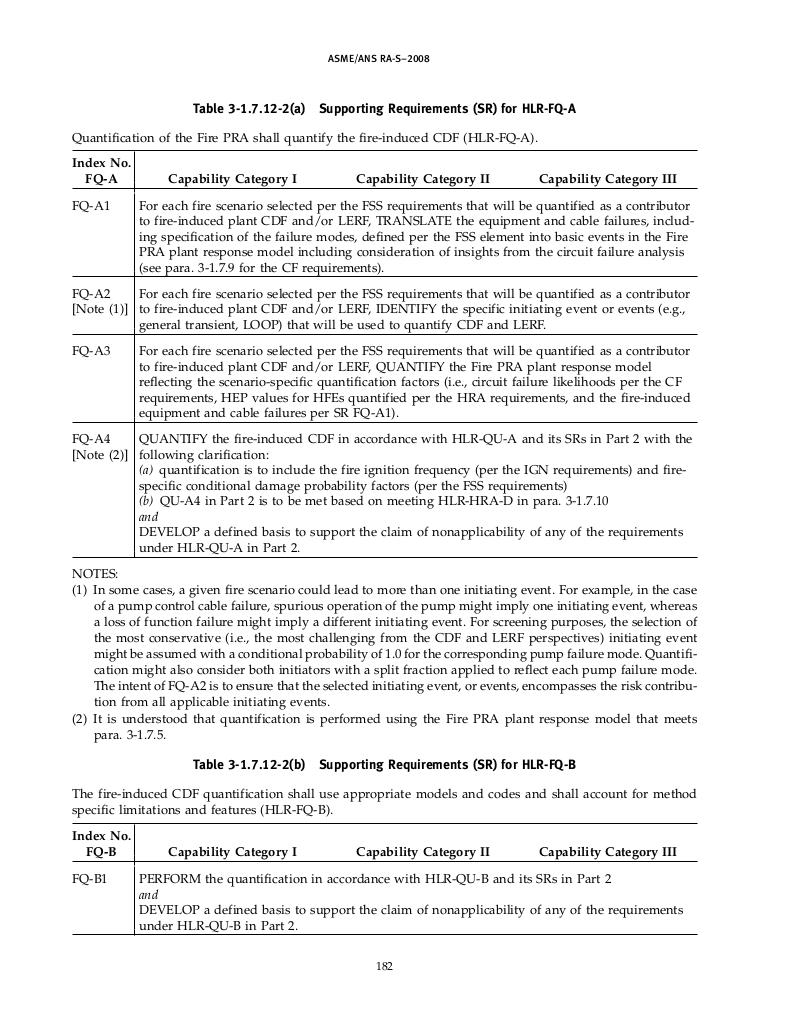 ASME/ANS RA-S–2008
Table 3-1.7.12-2(a) Supporting Requirements (SR) for HLR-FQ-A
Quantification of the Fire PRA shall quantify the fire-induced CDF (HLR-FQ-A).
Index No.
FQ-A Capability Category I Capability Category II Capability Category III
FQ-A1 For each fire scenario selected per the FSS requirements that will be quantified as a contributor
to fire-induced plant CDF and/or LERF, TRANSLATE the equipment and cable failures, includ-
ing specification of the failure modes, defined per the FSS element into basic events in the Fire
PRA plant response model including consideration of insights from the circuit failure analysis
(see para. 3-1.7.9 for the CF requirements).
FQ-A2 For each fire scenario selected per the FSS requirements that will be quantified as a contributor
[Note (1)] to fire-induced plant CDF and/or LERF, IDENTIFY the specific initiating event or events (e.g.,
general transient, LOOP) that will be used to quantify CDF and LERF.
FQ-A3 For each fire scenario selected per the FSS requirements that will be quantified as a contributor
to fire-induced plant CDF and/or LERF, QUANTIFY the Fire PRA plant response model
reflecting the scenario-specific quantification factors (i.e., circuit failure likelihoods per the CF
requirements, HEP values for HFEs quantified per the HRA requirements, and the fire-induced
equipment and cable failures per SR FQ-A1).
FQ-A4 QUANTIFY the fire-induced CDF in accordance with HLR-QU-A and its SRs in Part 2 with the
[Note (2)] following clarification:
(a) quantification is to include the fire ignition frequency (per the IGN requirements) and fire-
specific conditional damage probability factors (per the FSS requirements)
(b) QU-A4 in Part 2 is to be met based on meeting HLR-HRA-D in para. 3-1.7.10
and
DEVELOP a defined basis to support the claim of nonapplicability of any of the requirements
under HLR-QU-A in Part 2.
NOTES:
(1) In some cases, a given fire scenario could lead to more than one initiating event. For example, in the case
of a pump control cable failure, spurious operation of the pump might imply one initiating event, whereas
a loss of function failure might imply a different initiating event. For screening purposes, the selection of
the most conservative (i.e., the most challenging from the CDF and LERF perspectives) initiating event
might be assumed with a conditional probability of 1.0 for the corresponding pump failure mode. Quantifi-
cation might also consider both initiators with a split fraction applied to reflect each pump failure mode.
The intent of FQ-A2 is to ensure that the selected initiating event, or events, encompasses the risk contribu-
tion from all applicable initiating events.
(2) It is understood that quantification is performed using the Fire PRA plant response model that meets
para. 3-1.7.5.
Table 3-1.7.12-2(b) Supporting Requirements (SR) for HLR-FQ-B
The fire-induced CDF quantification shall use appropriate models and codes and shall account for method
specific limitations and features (HLR-FQ-B).
Index No.
FQ-B Capability Category I Capability Category II Capability Category III
FQ-B1 PERFORM the quantification in accordance with HLR-QU-B and its SRs in Part 2
and
DEVELOP a defined basis to support the claim of nonapplicability of any of the requirements
under HLR-QU-B in Part 2.
182